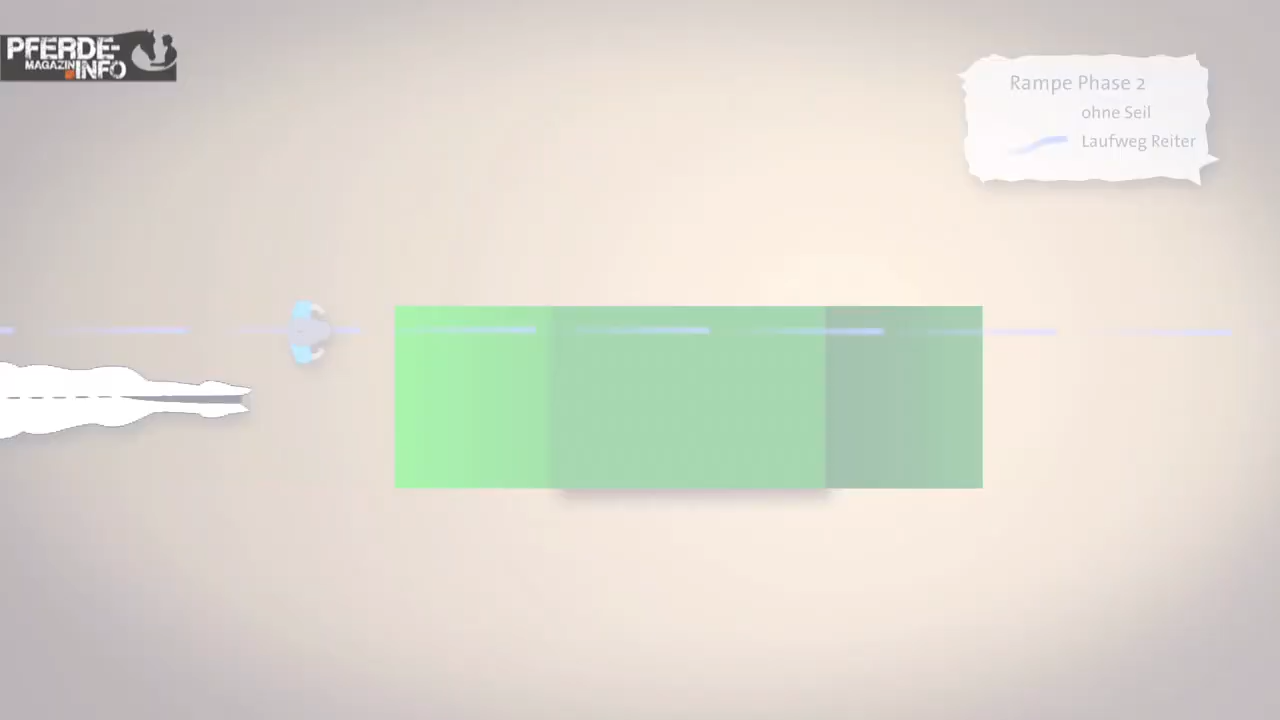 PFERDE-
MAGAZIN.INFO
Rampe Phase 2
ohne Seil
Laufweg Reiter